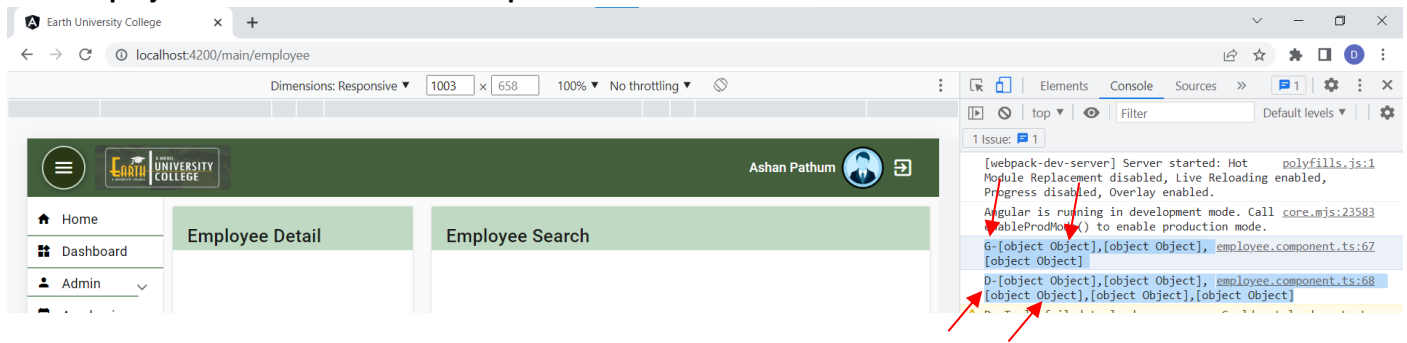 Earth University College
localhost:4200/main/employee
D
Dimensions: Responsive ▼ 1003 × 658 100% ▼ No throttling ▼
Elements Console Sources » 1
top ▼ Filter Default levels ▼
1 Issue: 1
[webpack-dev-server] Server started: Hot polyfills.js:1
Module Replacement disabled, Live Reloading enabled,
Progress disabled, Overlay enabled.
Angular is running in development mode. Call core.mjs:23583
enableProdMode() to enable production mode.
G-[object Object],[object Object], employee.component.ts:67
[object Object]
D-[object Object],[object Object], employee.component.ts:68
[object Object],[object Object],[object Object]
EARTH
UNIVERSITY
COLLEGE
Ashan Pathum
Home
Dashboard
Admin
Employee Detail
Employee Search